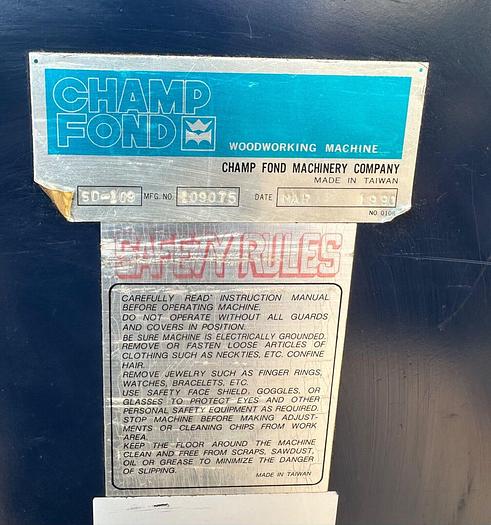 CHAMP
FOND
WOODWORKING MACHINE
CHAMP FOND MACHINERY COMPANY
MADE IN TAIWAN
SD-109 MFG. NO. 109075 DATE MAR
NO 0106
SAFETY RULES
CAREFULLY READ' INSTRUCTION MANUAL
BEFORE OPERATING MACHINE.
DO NOT OPERATE WITHOUT ALL GUARDS
AND COVERS IN POSITION.
BE SURE MACHINE IS ELECTRICALLY GROUNDED.
REMOVE OR FASTEN LOOSE ARTICLES OF
CLOTHING SUCH AS NECKTIES, ETC. CONFINE
HAIR.
REMOVE JEWELRY SUCH AS FINGER RINGS,
WATCHES, BRACELETS, ETC.
USE SAFETY FACE SHIELD, GOGGLES, OR
GLASSES TO PROTECT EYES AND OTHER
PERSONAL SAFETY EQUIPMENT AS REQUIRED.
STOP MACHINE BEFORE MAKING ADJUST-
MENTS OR CLEANING CHIPS FROM WORK
AREA.
KEEP THE FLOOR AROUND THE MACHINE
CLEAN AND FREE FROM SCRAPS, SAWDUST,
OIL OR GREASE TO MINIMIZE THE DANGER
OF SLIPPING.
MADE IN TAIWAN